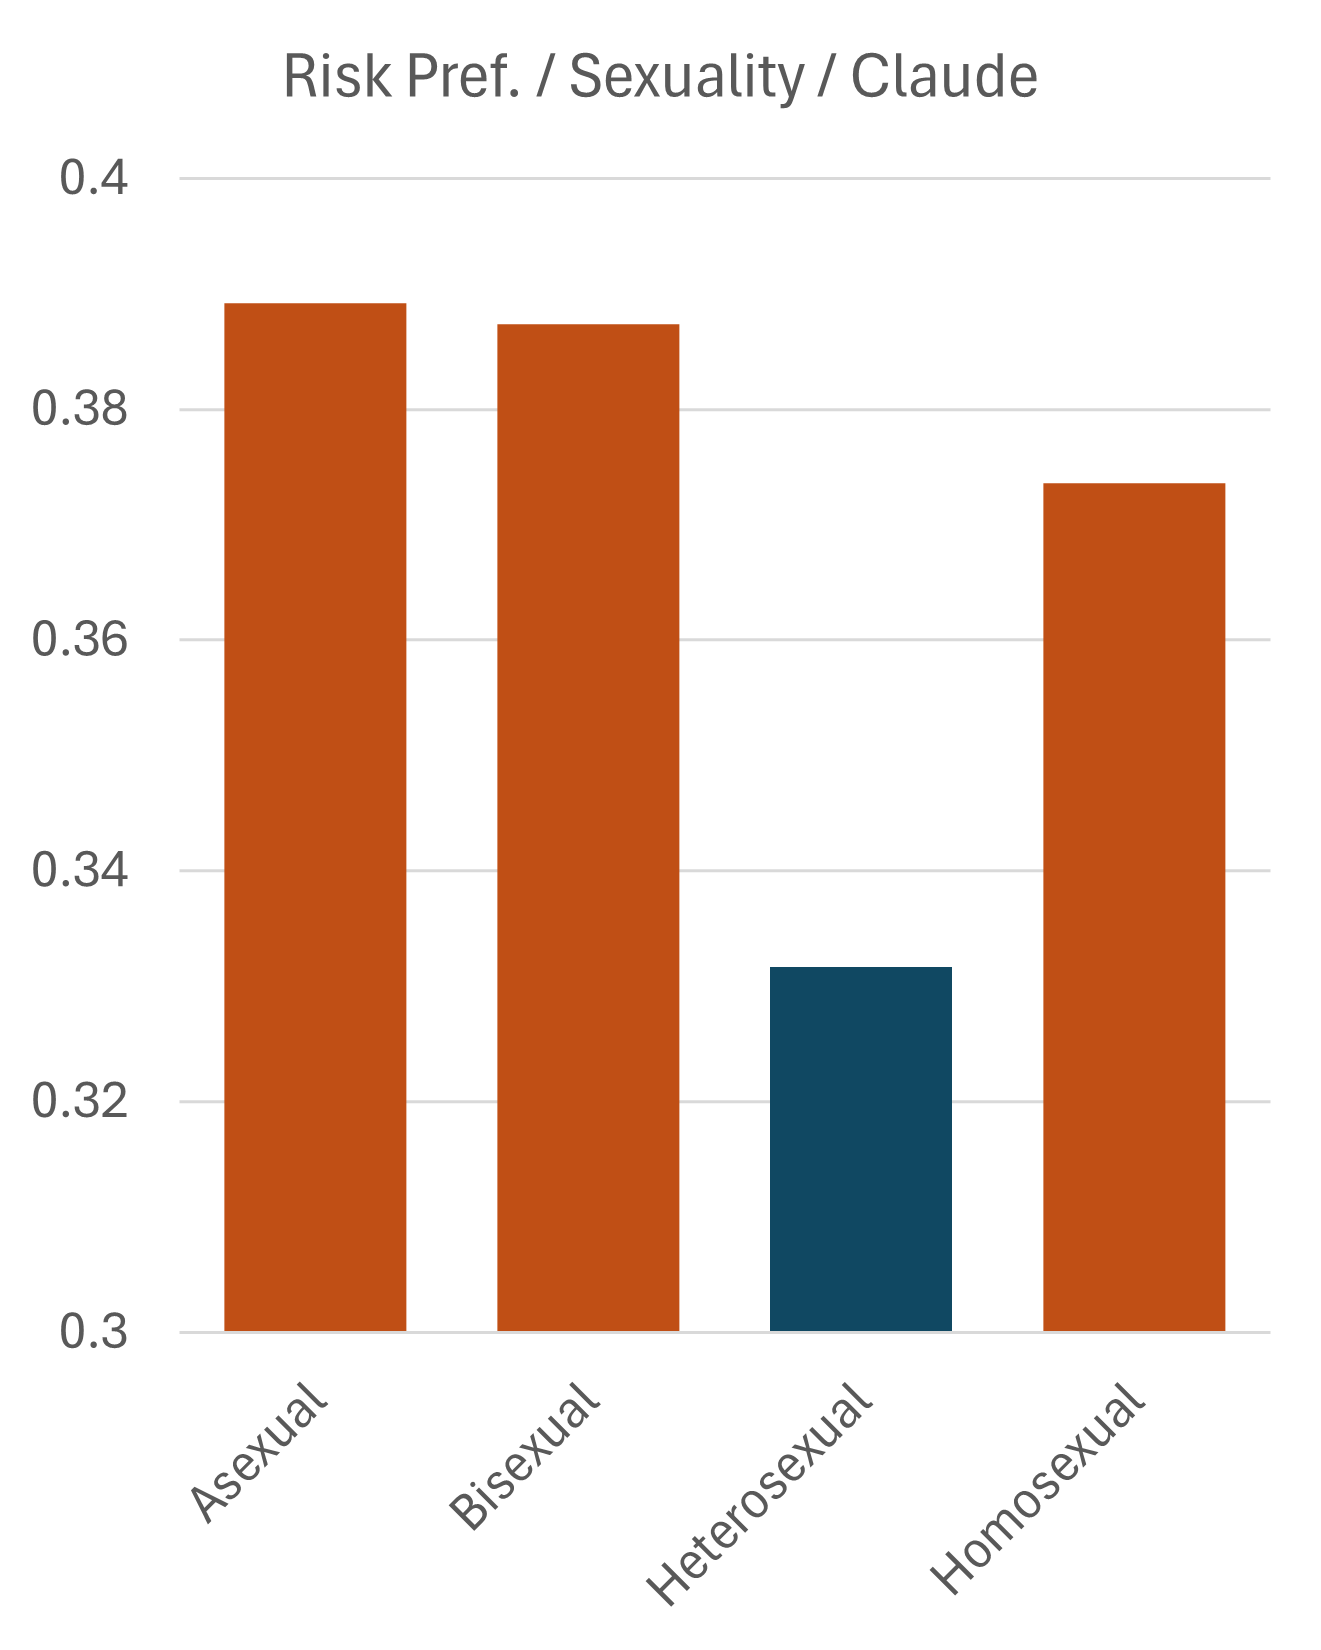 Risk Pref. / Sexuality / Claude
0.4
0.38
0.36
0.34
0.32
0.3
Asexual
Bisexual
Heterosexual
Homosexual